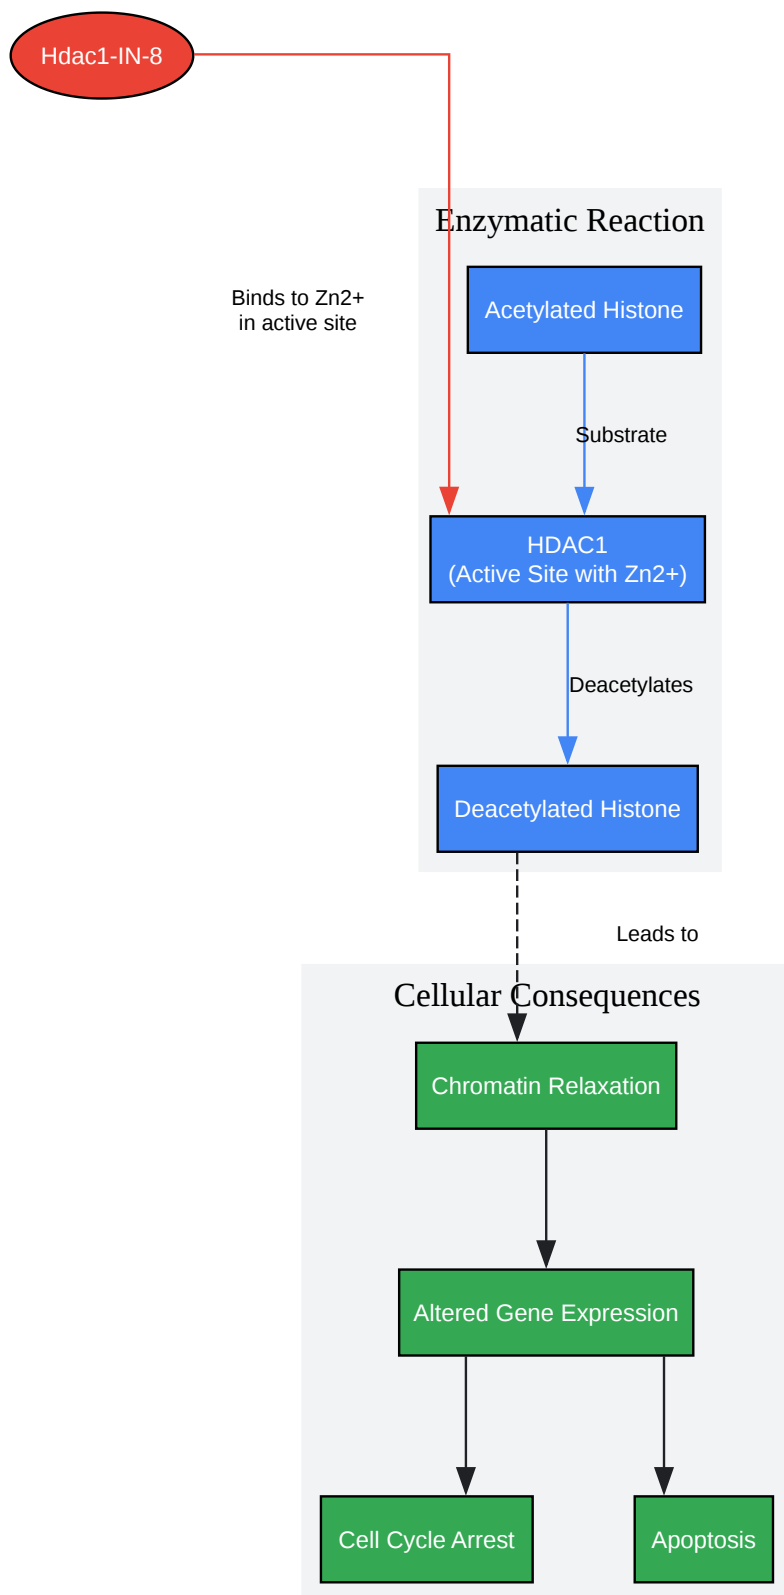 Hdac1-IN-8
Enzymatic Reaction
Binds to Zn2+
in active site
Acetylated Histone
Substrate
HDAC1
(Active Site with Zn2+)
Deacetylates
Deacetylated Histone
Leads to
Cellular Consequences
Chromatin Relaxation
Altered Gene Expression
Cell Cycle Arrest
Apoptosis